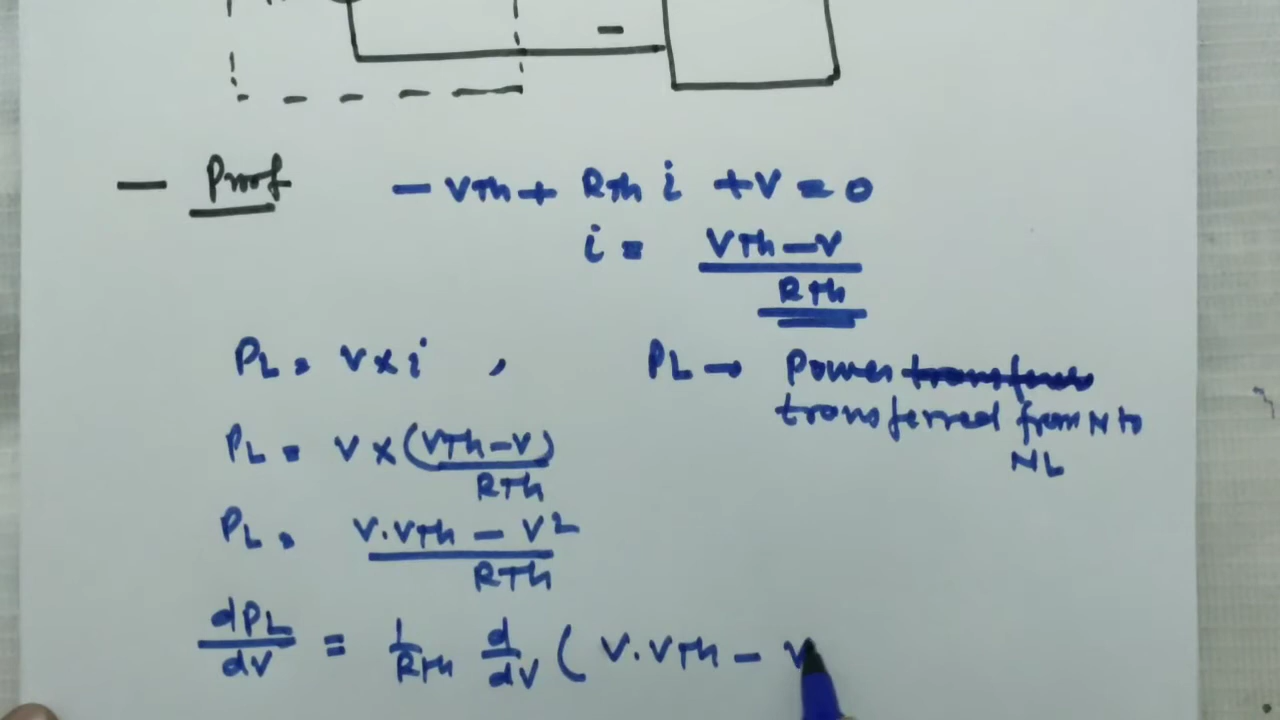 — Proof   - VTh + RTh i + V = 0
i = VTh - V / RTh
PL = V × i ,   PL → Power transferred from N to NL
PL = V × (VTh - V) / RTh
PL = V.VTh - V² / RTh
dPL/dV = 1/RTh d/dV ( V.VTh - V